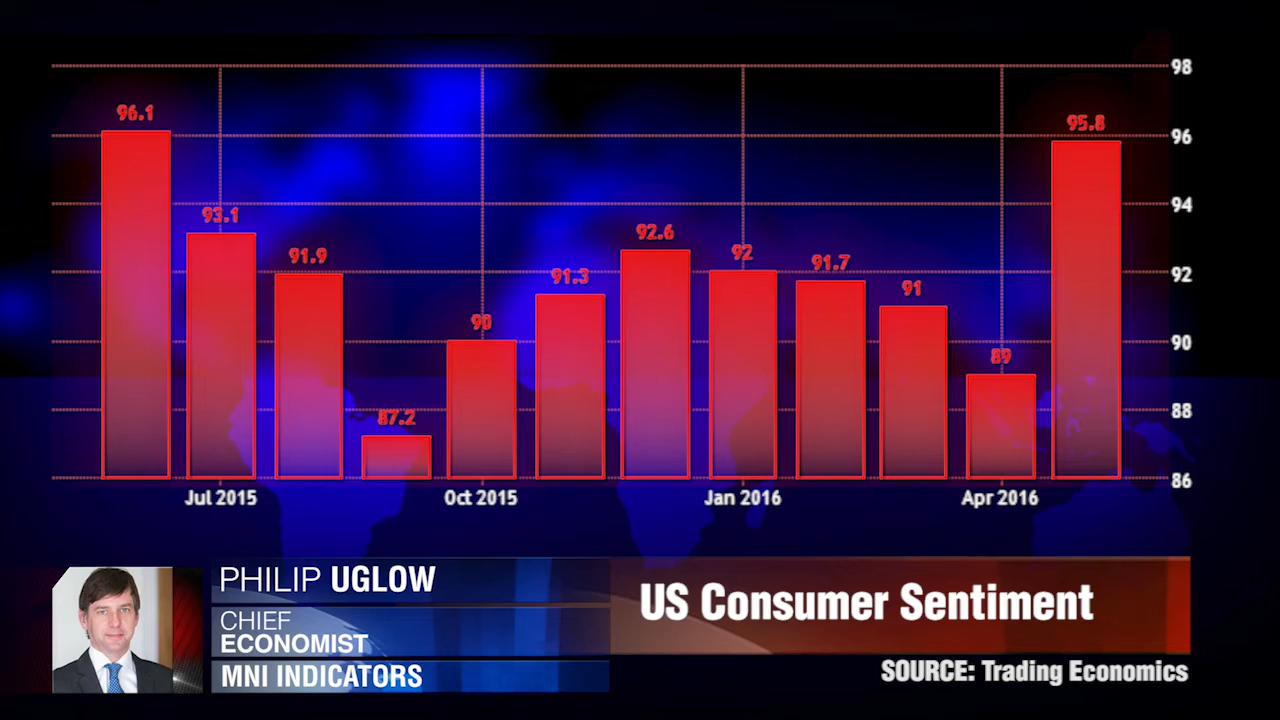 98
96.1
95.8
96
93.1
94
92.6
91.9
92
91.7
92
91.3
91
90
90
89
87.2
88
86
Jul 2015 Oct 2015 Jan 2016 Apr 2016
PHILIP UGLOW
CHIEF
ECONOMIST
MNI INDICATORS
US Consumer Sentiment
SOURCE: Trading Economics